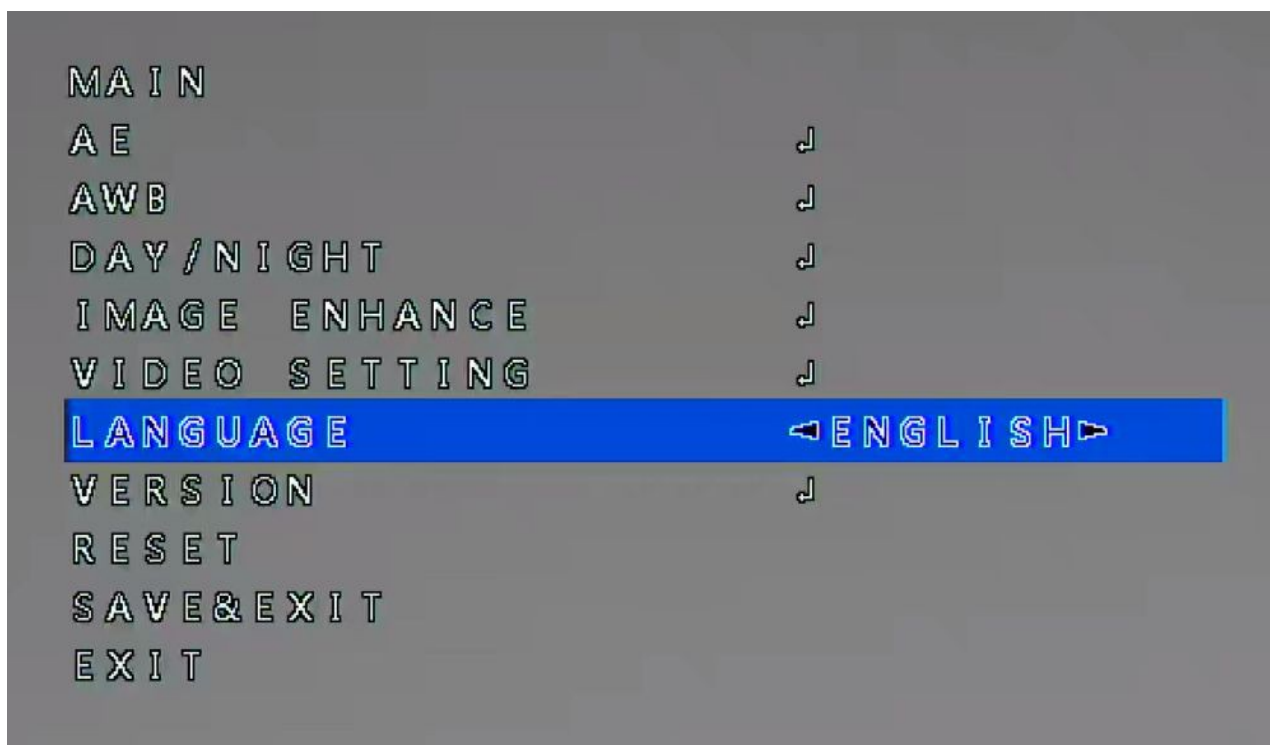 MAIN
AE ↲
AWB ↲
DAY/NIGHT ↲
IMAGE ENHANCE ↲
VIDEO SETTING ↲
LANGUAGE ◄ENGLISH►
VERSION ↲
RESET
SAVE&EXIT
EXIT